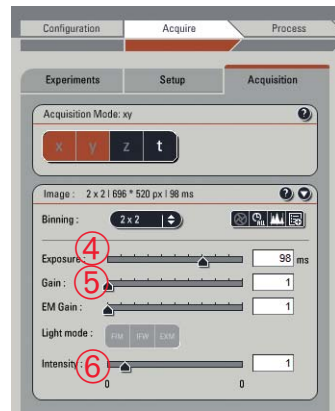 Configuration Acquire Process
Experiments Setup Acquisition
Acquisition Mode: xy ?
x y z t
Image: 2 x 2 | 696 * 520 px | 98 ms ?
Binning: 2 x 2
④
Exposure: 98 ms
⑤
Gain: 1
EM Gain: 1
Light mode: FIM IFW EXM
⑥
Intensity: 1
0 0